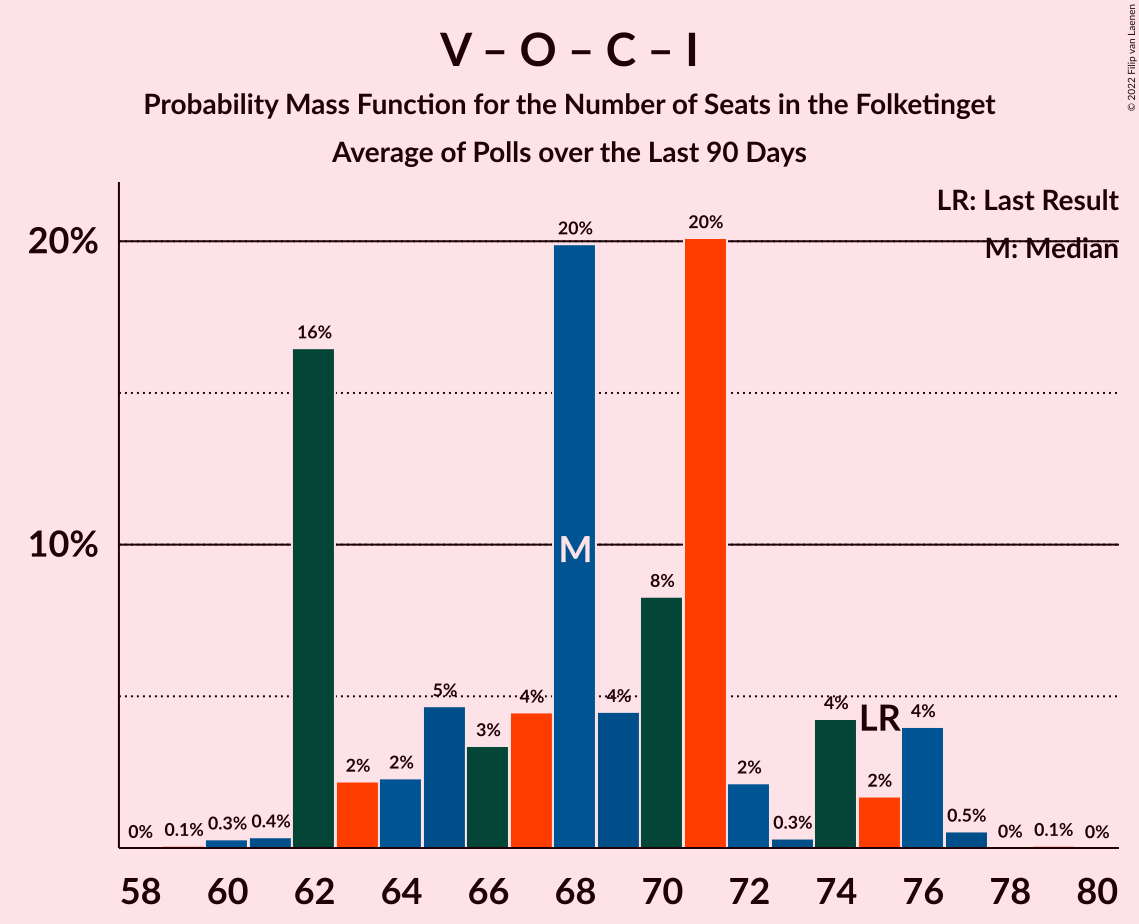 V – O – C – I
Probability Mass Function for the Number of Seats in the Folketinget
Average of Polls over the Last 90 Days
© 2022 Filip van Laenen
LR: Last Result
M: Median
20%
10%
0%
0.1%
0.3%
0.4%
16%
2%
2%
5%
3%
4%
20%
4%
8%
20%
2%
0.3%
4%
2%
4%
0.5%
0%
0.1%
0%
M
LR
58 60 62 64 66 68 70 72 74 76 78 80